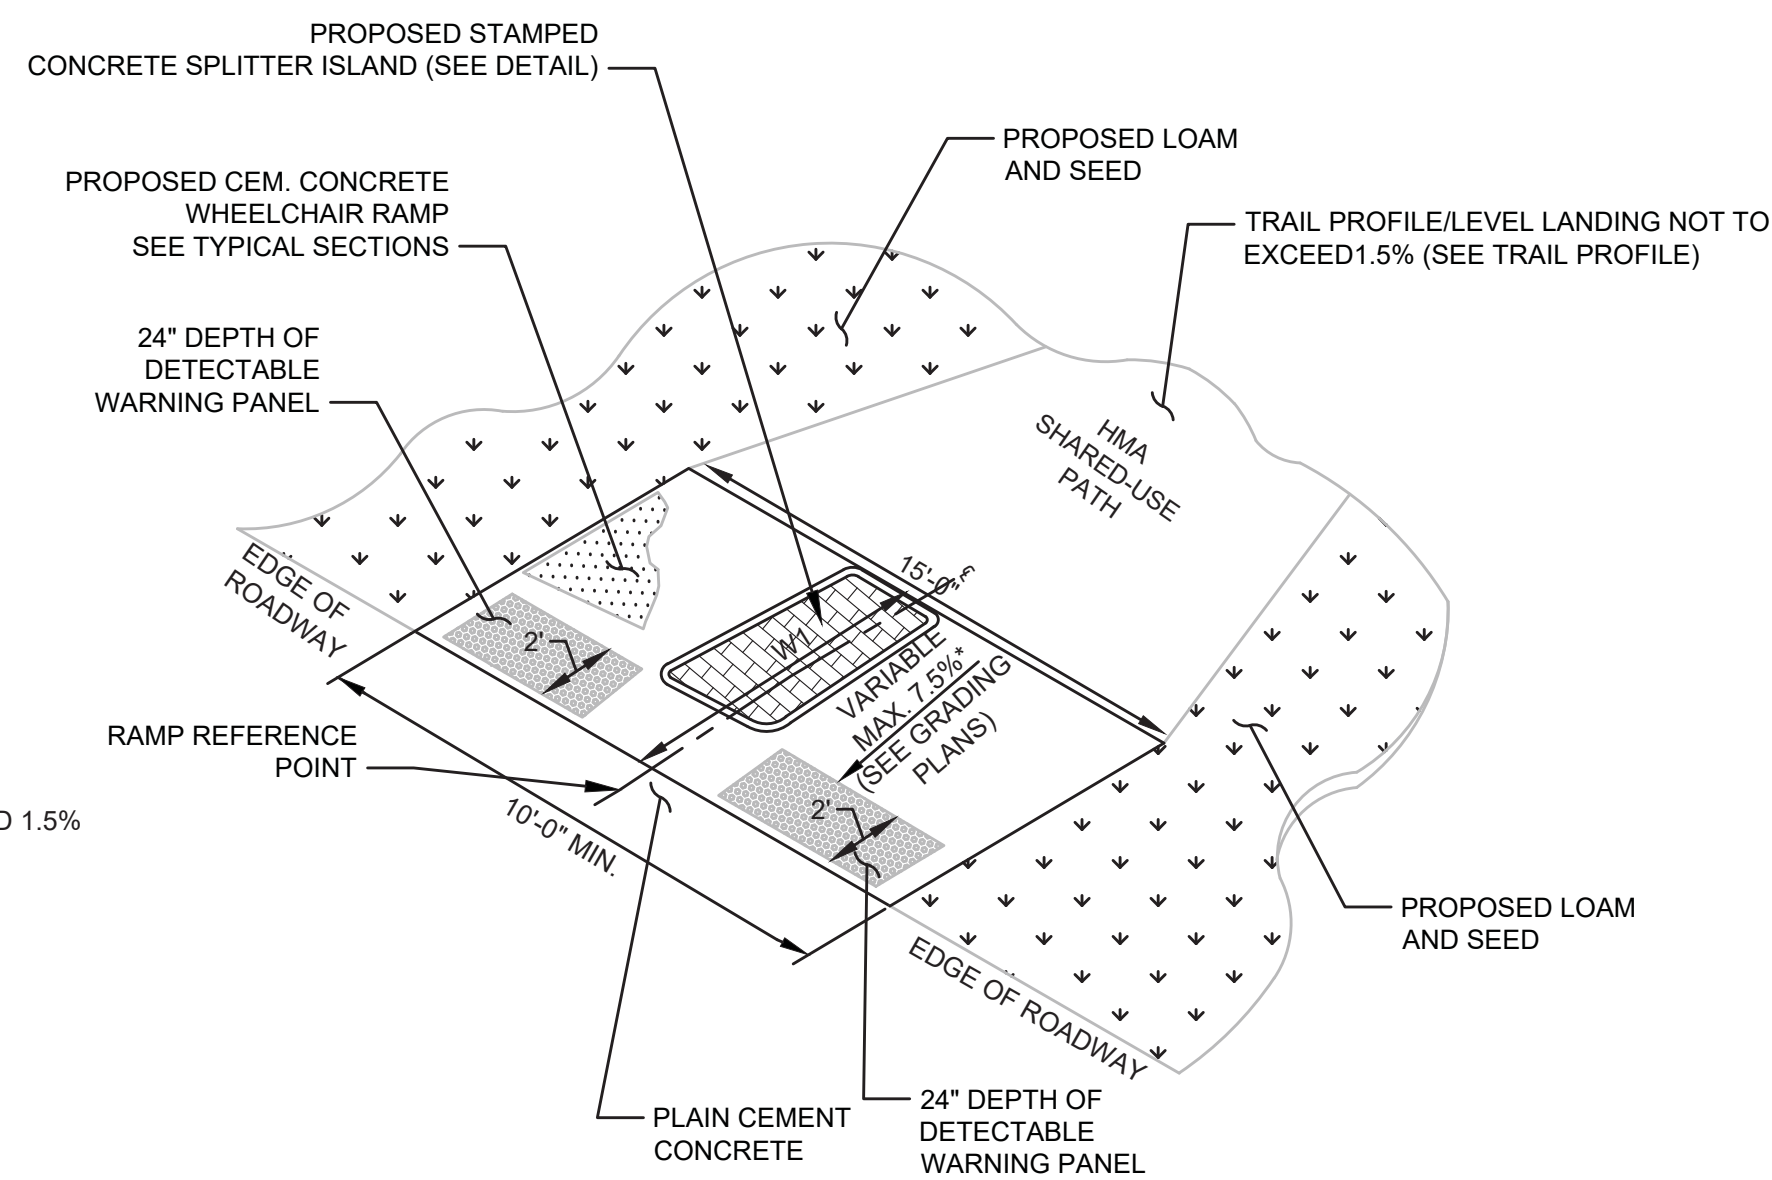 PROPOSED STAMPED
CONCRETE SPLITTER ISLAND (SEE DETAIL)
PROPOSED LOAM
AND SEED
PROPOSED CEM. CONCRETE
WHEELCHAIR RAMP
SEE TYPICAL SECTIONS
TRAIL PROFILE/LEVEL LANDING NOT TO
EXCEED1.5% (SEE TRAIL PROFILE)
24" DEPTH OF
DETECTABLE
WARNING PANEL
HMA
SHARED-USE
PATH
EDGE OF
ROADWAY
15'-0"
2'
W1
VARIABLE
MAX. 7.5%*
(SEE GRADING
PLANS)
RAMP REFERENCE
POINT
2'
10'-0" MIN.
D 1.5%
PROPOSED LOAM
AND SEED
EDGE OF ROADWAY
PLAIN CEMENT
CONCRETE
24" DEPTH OF
DETECTABLE
WARNING PANEL